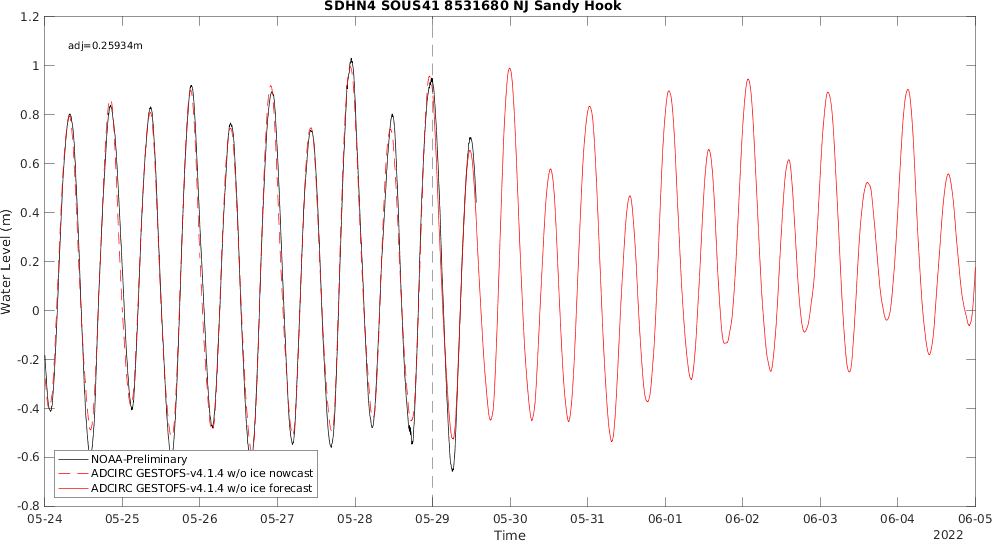 SDHN4 SOUS41 8531680 NJ Sandy Hook
adj=0.25934m
1.2
1
0.8
0.6
0.4
0.2
0
-0.2
-0.4
-0.6
-0.8
Water Level (m)
NOAA-Preliminary
ADCIRC GESTOFS-v4.1.4 w/o ice nowcast
ADCIRC GESTOFS-v4.1.4 w/o ice forecast
05-24 05-25 05-26 05-27 05-28 05-29 05-30 05-31 06-01 06-02 06-03 06-04 06-05
Time
2022